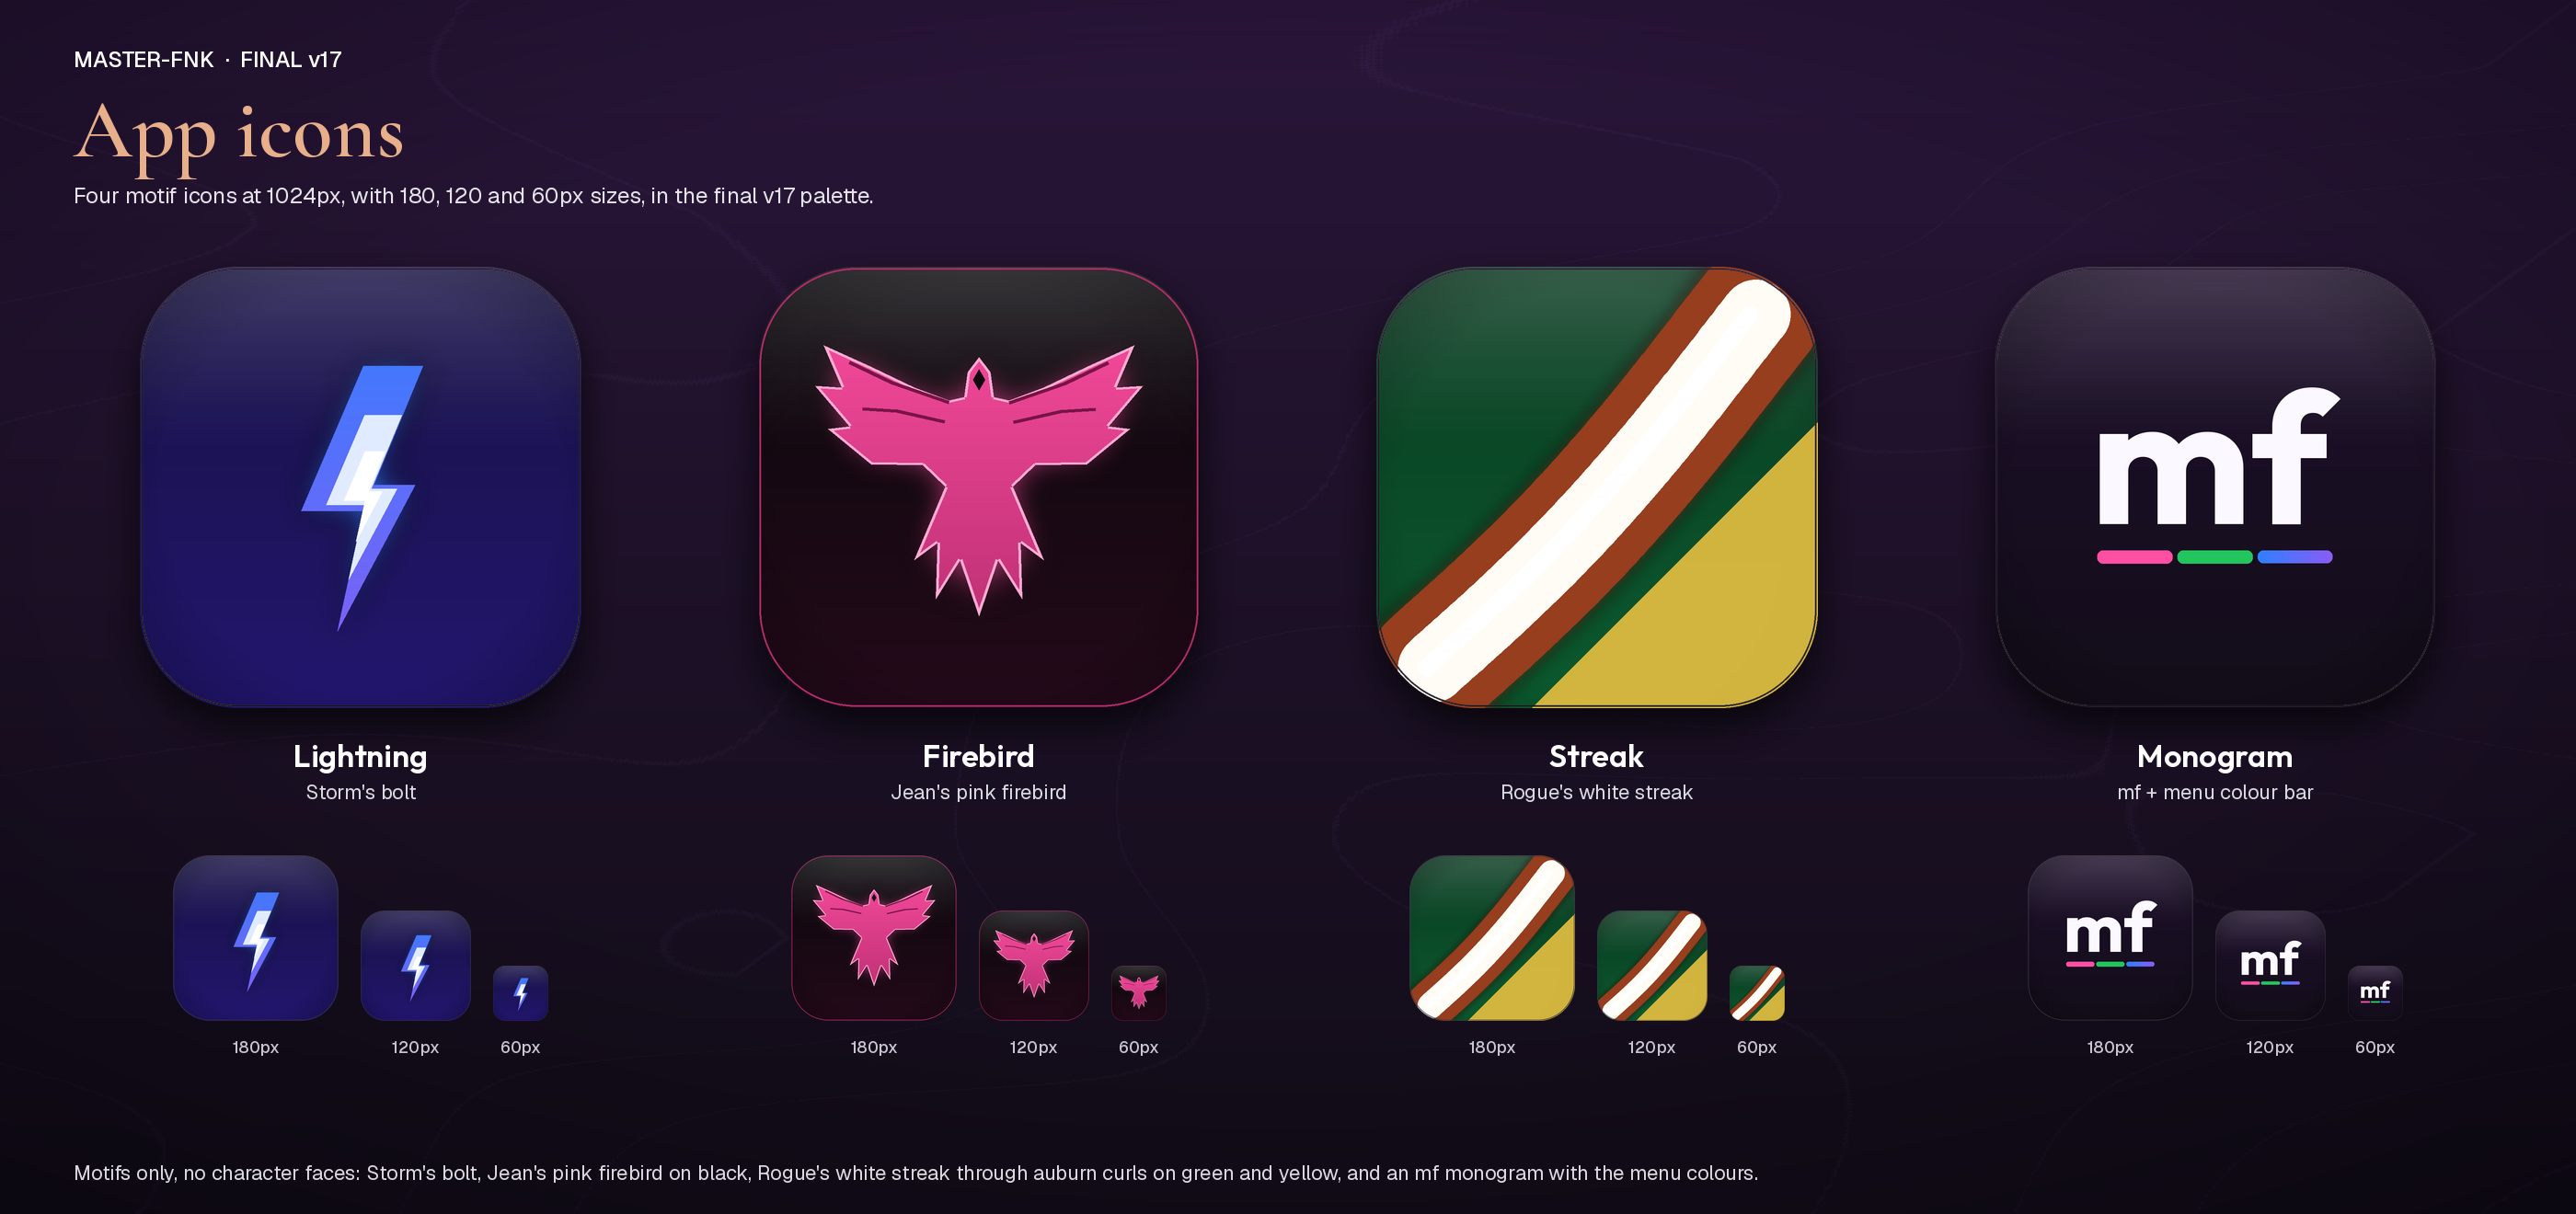 MASTER-FNK · FINAL v17
App icons
Four motif icons at 1024px, with 180, 120 and 60px sizes, in the final v17 palette.
mf
Lightning
Storm's bolt
Firebird
Jean's pink firebird
Streak
Rogue's white streak
Monogram
mf + menu colour bar
mf
mf
mf
180px
120px
60px
180px
120px
60px
180px
120px
60px
180px
120px
60px
Motifs only, no character faces: Storm's bolt, Jean's pink firebird on black, Rogue's white streak through auburn curls on green and yellow, and an mf monogram with the menu colours.